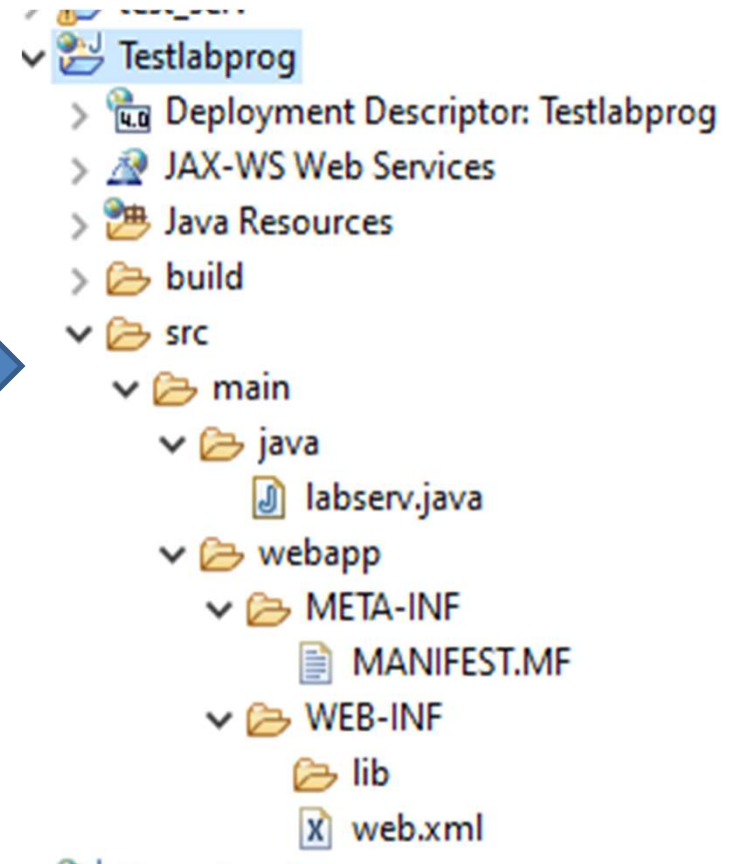 Testlabprog
4.0 Deployment Descriptor: Testlabprog
JAX-WS Web Services
Java Resources
build
src
main
java
J labserv.java
webapp
META-INF
MANIFEST.MF
WEB-INF
lib
X web.xml